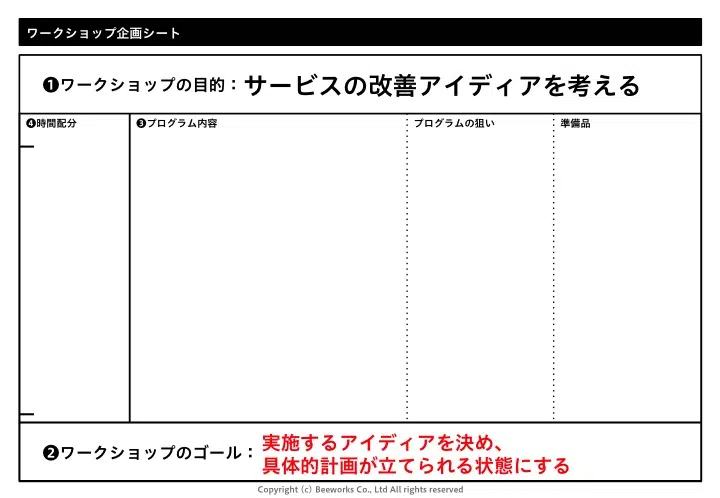 ワークショップ企画シート
❶ワークショップの目的：サービスの改善アイディアを考える
❹時間配分
❸プログラム内容
プログラムの狙い
準備品
❷ワークショップのゴール：実施するアイディアを決め、
具体的計画が立てられる状態にする
Copyright (c) Beeworks Co., Ltd All rights reserved